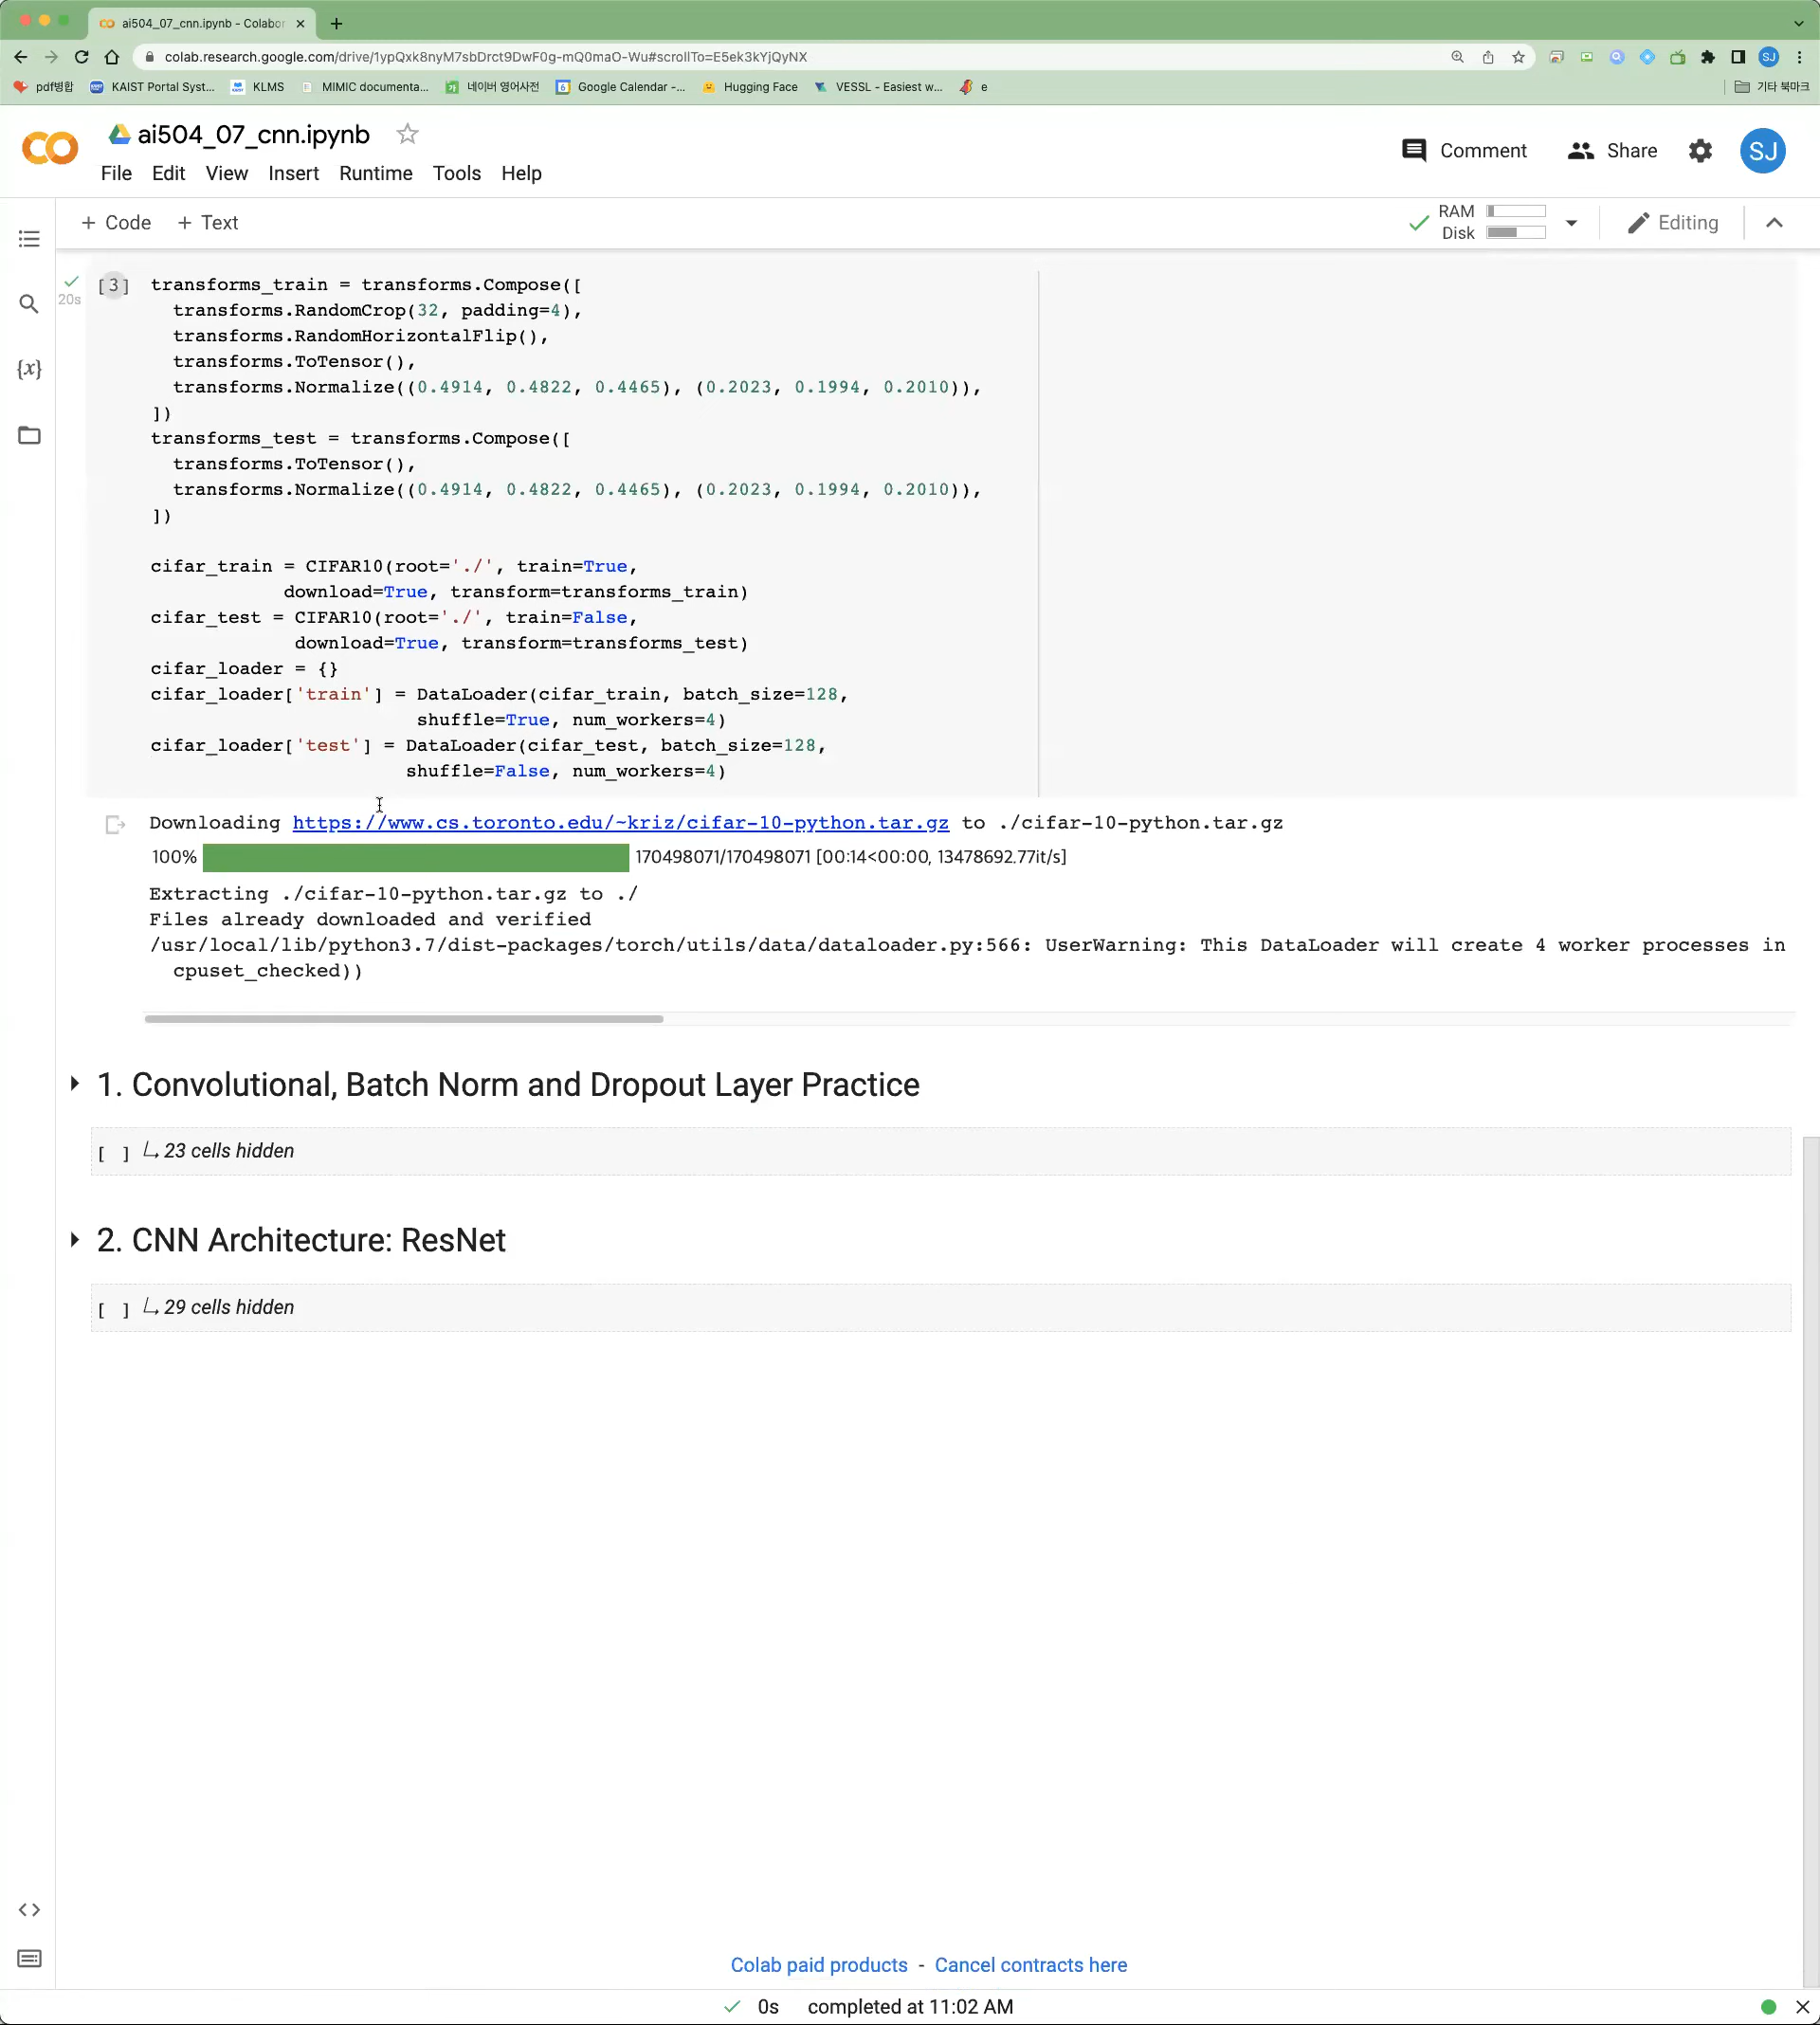 ai504_07_cnn.ipynb - Colabor
colab.research.google.com/drive/1ypQxk8nyM7sbDrct9DwF0g-mQ0maO-Wu#scrollTo=E5ek3kYjQyNX
SJ
pdf병합 KAIST Portal Syst... KLMS MIMIC documenta... 네이버 영어사전 Google Calendar -... Hugging Face VESSL - Easiest w... e 기타 북마크
ai504_07_cnn.ipynb
Comment Share SJ
File Edit View Insert Runtime Tools Help
+ Code + Text
RAM
Disk
Editing
[3]
20s
transforms_train = transforms.Compose([
transforms.RandomCrop(32, padding=4),
transforms.RandomHorizontalFlip(),
transforms.ToTensor(),
transforms.Normalize((0.4914, 0.4822, 0.4465), (0.2023, 0.1994, 0.2010)),
])
transforms_test = transforms.Compose([
transforms.ToTensor(),
transforms.Normalize((0.4914, 0.4822, 0.4465), (0.2023, 0.1994, 0.2010)),
])
cifar_train = CIFAR10(root='./', train=True,
download=True, transform=transforms_train)
cifar_test = CIFAR10(root='./', train=False,
download=True, transform=transforms_test)
cifar_loader = {}
cifar_loader['train'] = DataLoader(cifar_train, batch_size=128,
shuffle=True, num_workers=4)
cifar_loader['test'] = DataLoader(cifar_test, batch_size=128,
shuffle=False, num_workers=4)
Downloading https://www.cs.toronto.edu/~kriz/cifar-10-python.tar.gz to ./cifar-10-python.tar.gz
100% 170498071/170498071 [00:14<00:00, 13478692.77it/s]
Extracting ./cifar-10-python.tar.gz to ./
Files already downloaded and verified
/usr/local/lib/python3.7/dist-packages/torch/utils/data/dataloader.py:566: UserWarning: This DataLoader will create 4 worker processes in
cpuset_checked))
1. Convolutional, Batch Norm and Dropout Layer Practice
[ ] 23 cells hidden
2. CNN Architecture: ResNet
[ ] 29 cells hidden
Colab paid products - Cancel contracts here
0s completed at 11:02 AM